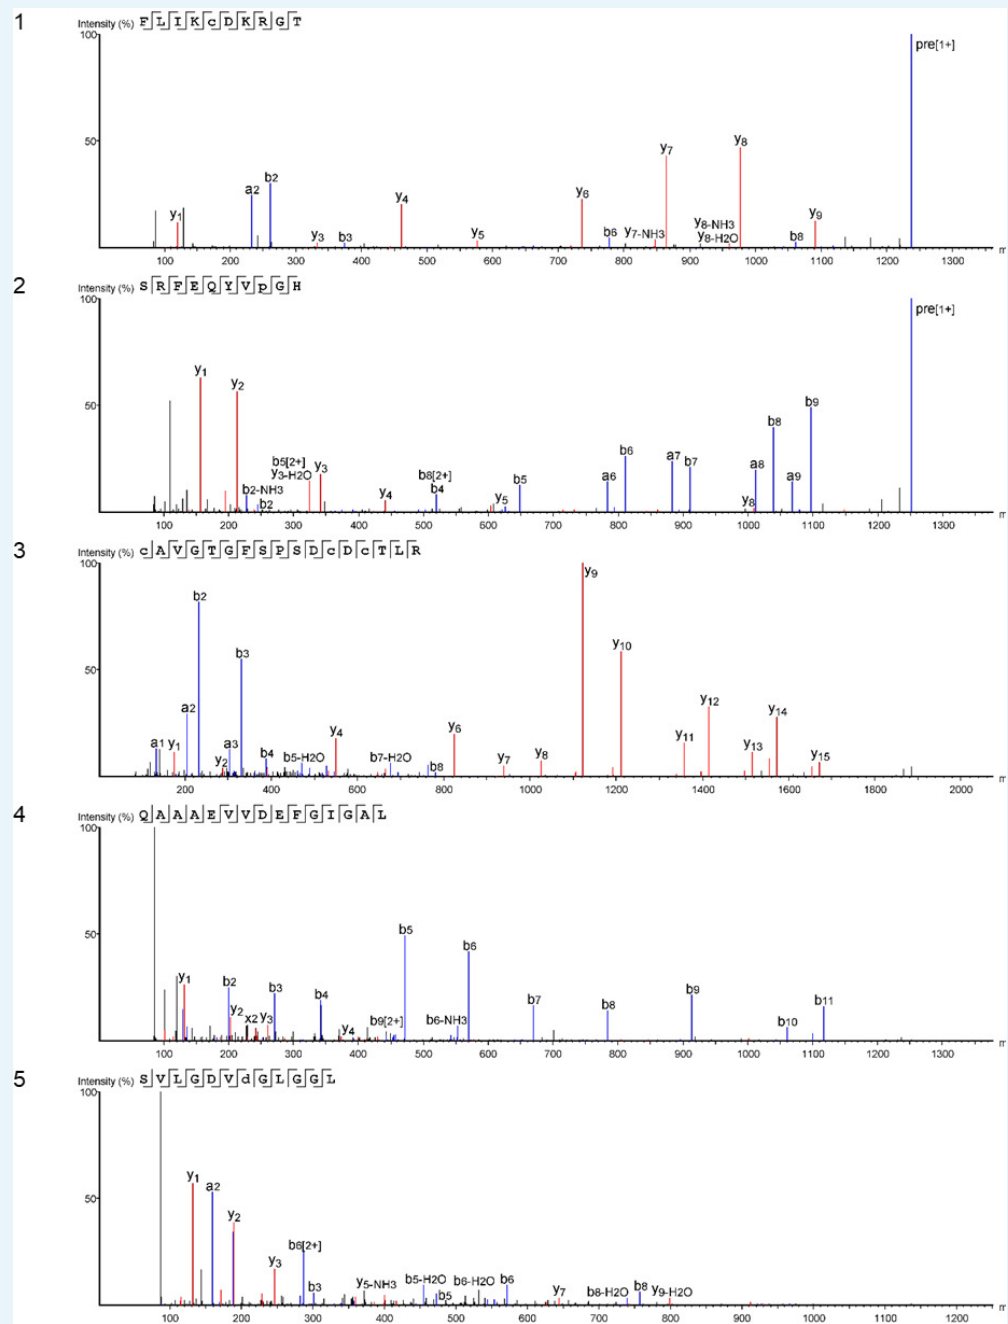 1
Intensity (%) F L I K c D K R G T
100
pre[1+]
50
y7
y8
a2
b2
y1
y4
y6
y9
y3
b3
y5
b6
y7-NH3
y8-NH3
y8-H2O
b8
100 200 300 400 500 600 700 800 900 1000 1100 1200 1300 m
2
Intensity (%) S R F E Q Y V p G H
100
pre[1+]
50
y1
y2
b9
b8
b6
a7
b7
a8
a9
a6
b5[2+]
y3-H2O
y3
b8[2+]
b4
b5
b2-NH3
b2
y4
y5
y8
100 200 300 400 500 600 700 800 900 1000 1100 1200 1300 m
3
Intensity (%) c A V G T G F S P S D c D c T L R
100
y9
b2
50
b3
y10
a2
y12
y14
a1
y1
a3
y2
b4
b5-H2O
y4
b7-H2O
b8
y6
y7
y8
y11
y13
y15
200 400 600 800 1000 1200 1400 1600 1800 2000 m
4
Intensity (%) Q A A A E V V D E F G I G A L
100
50
b5
b6
y1
b2
y2
x2
b3
y3
b4
y4
b9[2+]
b6-NH3
b7
b8
b9
b10
b11
100 200 300 400 500 600 700 800 900 1000 1100 1200 1300 m
5
Intensity (%) S V L G D V d G L G G L
100
50
y1
a2
y2
y3
b6[2+]
b3
y5-NH3
b5-H2O
b5
b6-H2O
b6
y7
b8-H2O
b8
y9-H2O
100 200 300 400 500 600 700 800 900 1000 1100 1200 m